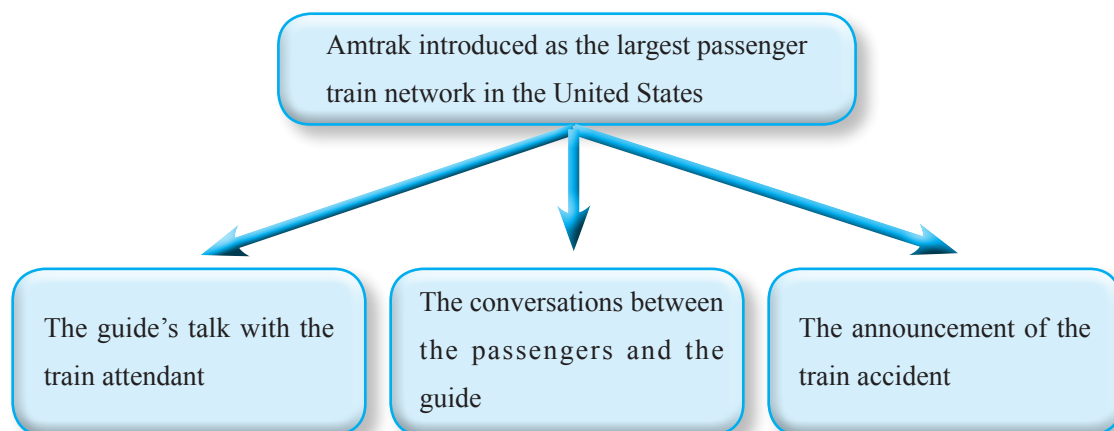 Amtrak introduced as the largest passenger
train network in the United States
The guide’s talk with the
train attendant
The conversations between
the passengers and the
guide
The announcement of the
train accident